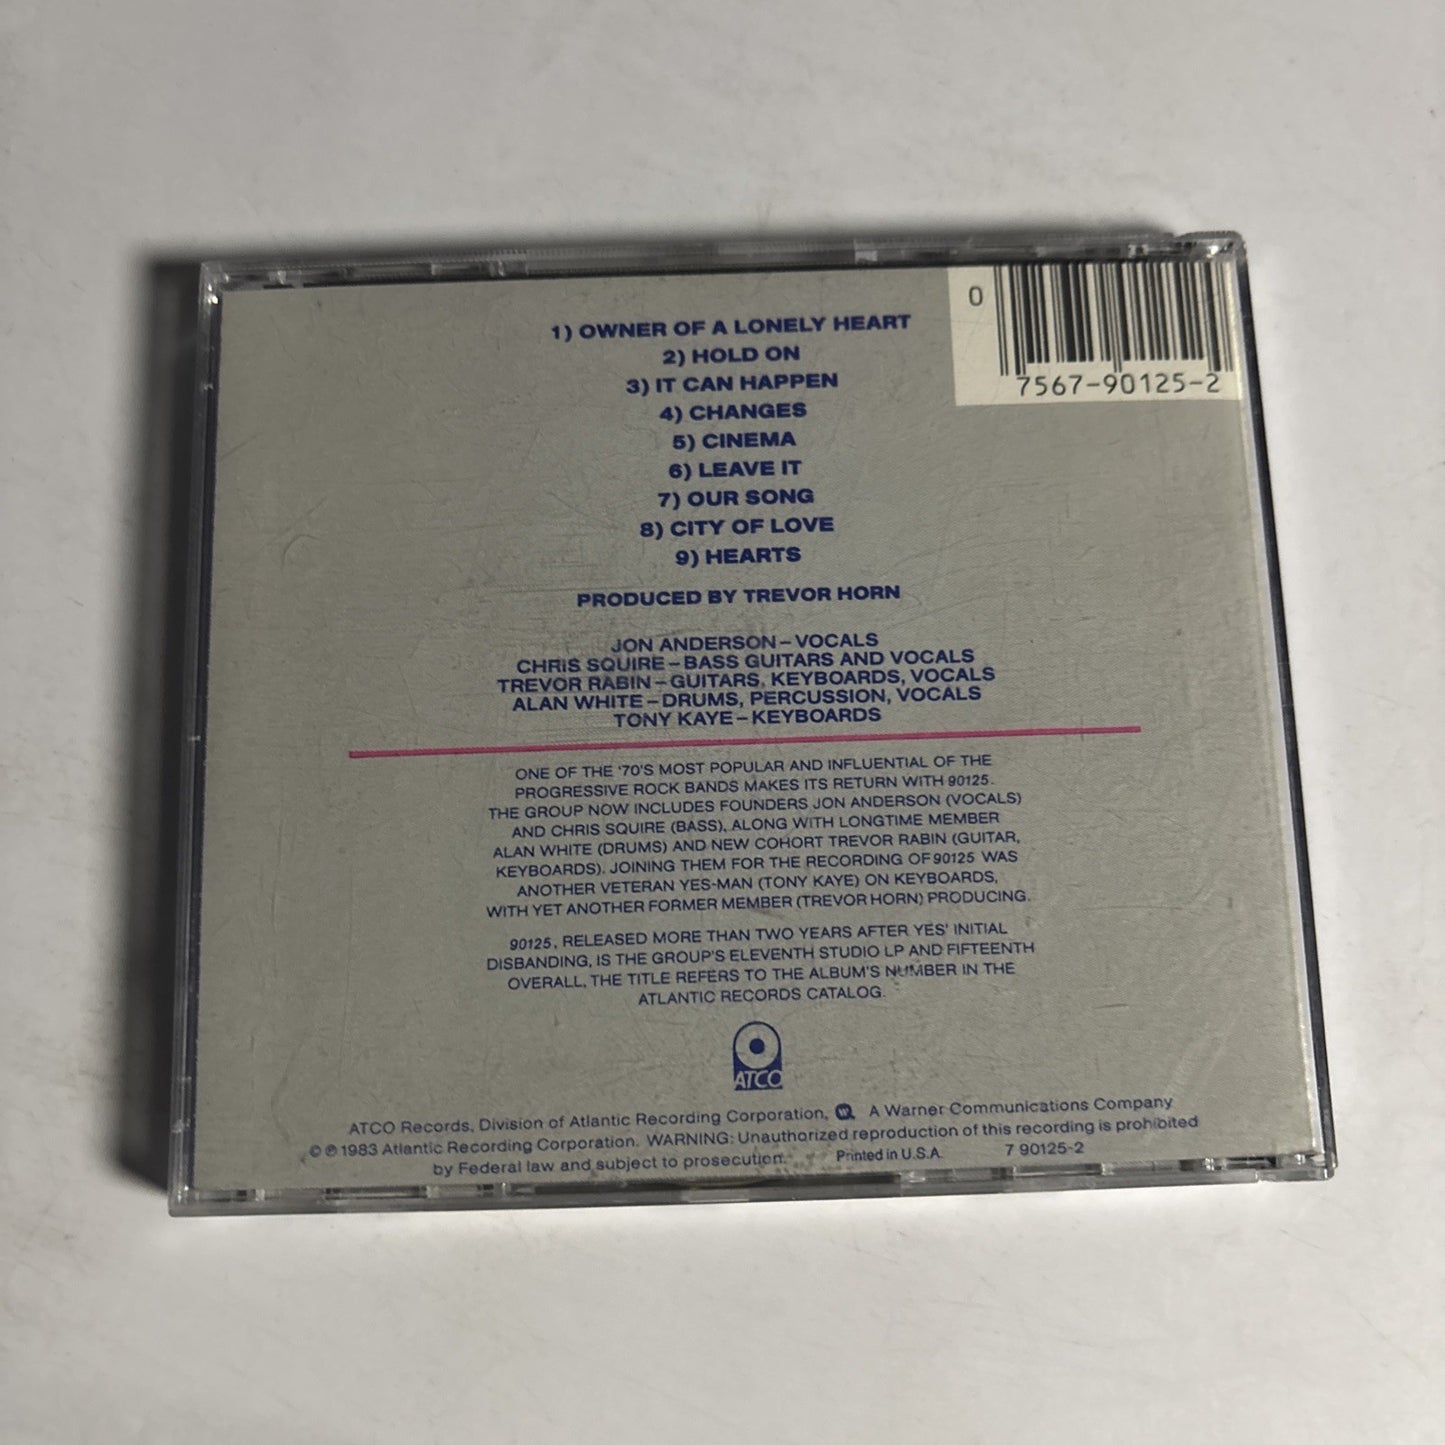 0
7567-90125-2
1) OWNER OF A LONELY HEART
2) HOLD ON
3) IT CAN HAPPEN
4) CHANGES
5) CINEMA
6) LEAVE IT
7) OUR SONG
8) CITY OF LOVE
9) HEARTS
PRODUCED BY TREVOR HORN
JON ANDERSON–VOCALS
CHRIS SQUIRE–BASS GUITARS AND VOCALS
TREVOR RABIN–GUITARS, KEYBOARDS, VOCALS
ALAN WHITE–DRUMS, PERCUSSION, VOCALS
TONY KAYE–KEYBOARDS
ONE OF THE '70'S MOST POPULAR AND INFLUENTIAL OF THE
PROGRESSIVE ROCK BANDS MAKES ITS RETURN WITH 90125.
THE GROUP NOW INCLUDES FOUNDERS JON ANDERSON (VOCALS)
AND CHRIS SQUIRE (BASS), ALONG WITH LONGTIME MEMBER
ALAN WHITE (DRUMS) AND NEW COHORT TREVOR RABIN (GUITAR,
KEYBOARDS). JOINING THEM FOR THE RECORDING OF 90125 WAS
ANOTHER VETERAN YES-MAN (TONY KAYE) ON KEYBOARDS,
WITH YET ANOTHER FORMER MEMBER (TREVOR HORN) PRODUCING.
90125, RELEASED MORE THAN TWO YEARS AFTER YES' INITIAL
DISBANDING, IS THE GROUP'S ELEVENTH STUDIO LP AND FIFTEENTH
OVERALL, THE TITLE REFERS TO THE ALBUM'S NUMBER IN THE
ATLANTIC RECORDS CATALOG.
ATCO
ATCO Records, Division of Atlantic Recording Corporation, W A Warner Communications Company
© ℗ 1983 Atlantic Recording Corporation. WARNING: Unauthorized reproduction of this recording is prohibited
by Federal law and subject to prosecution. Printed in U.S.A. 7 90125-2